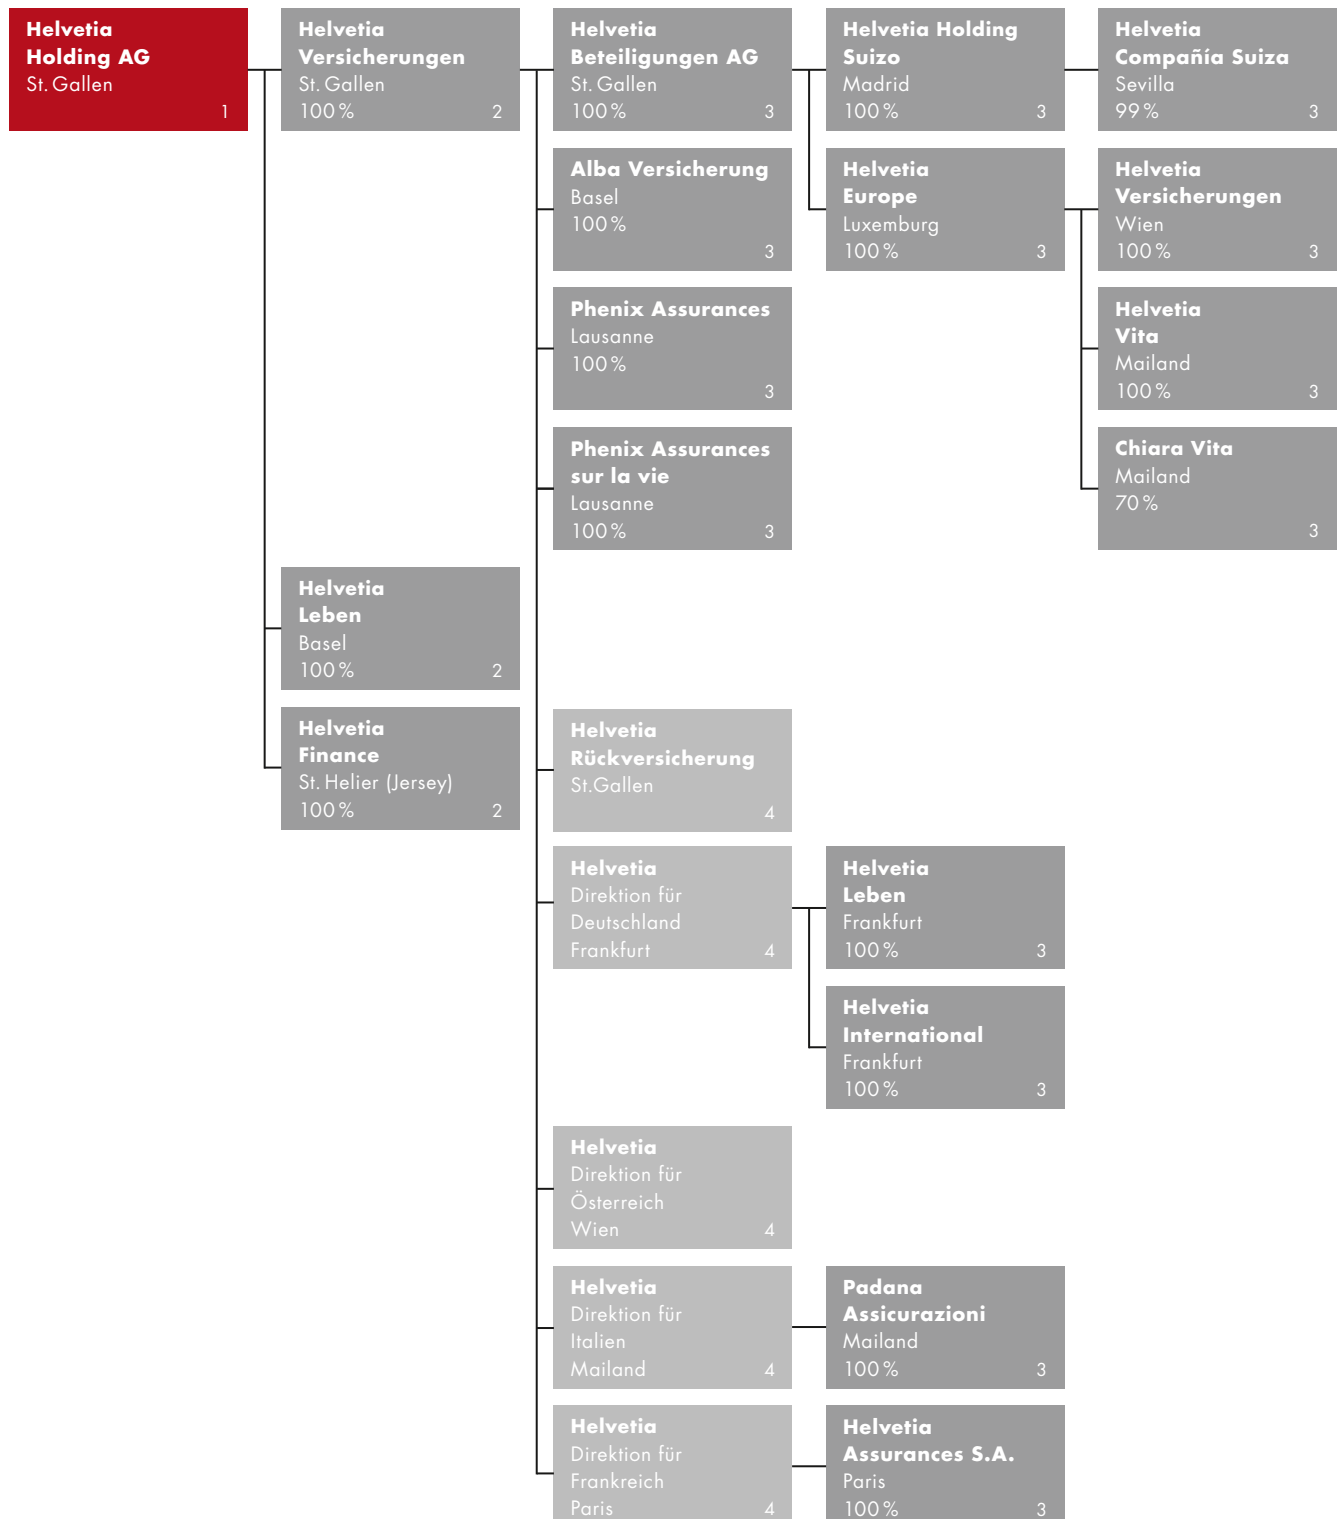 Helvetia
Holding AG
St. Gallen
1
Helvetia
Versicherungen
St. Gallen
100 % 2
Helvetia
Beteiligungen AG
St. Gallen
100 % 3
Helvetia Holding
Suizo
Madrid
100 % 3
Helvetia
Compañía Suiza
Sevilla
99 % 3
Alba Versicherung
Basel
100 %
3
Helvetia
Europe
Luxemburg
100 % 3
Helvetia
Versicherungen
Wien
100 % 3
Phenix Assurances
Lausanne
100 %
3
Helvetia
Vita
Mailand
100 % 3
Phenix Assurances
sur la vie
Lausanne
100 % 3
Chiara Vita
Mailand
70 %
3
Helvetia
Leben
Basel
100 % 2
Helvetia
Finance
St. Helier (Jersey)
100 % 2
Helvetia
Rückversicherung
St.Gallen
4
Helvetia
Direktion für
Deutschland
Frankfurt 4
Helvetia
Leben
Frankfurt
100 % 3
Helvetia
International
Frankfurt
100 % 3
Helvetia
Direktion für
Österreich
Wien 4
Helvetia
Direktion für
Italien
Mailand 4
Padana
Assicurazioni
Mailand
100 % 3
Helvetia
Direktion für
Frankreich
Paris 4
Helvetia
Assurances S.A.
Paris
100 % 3